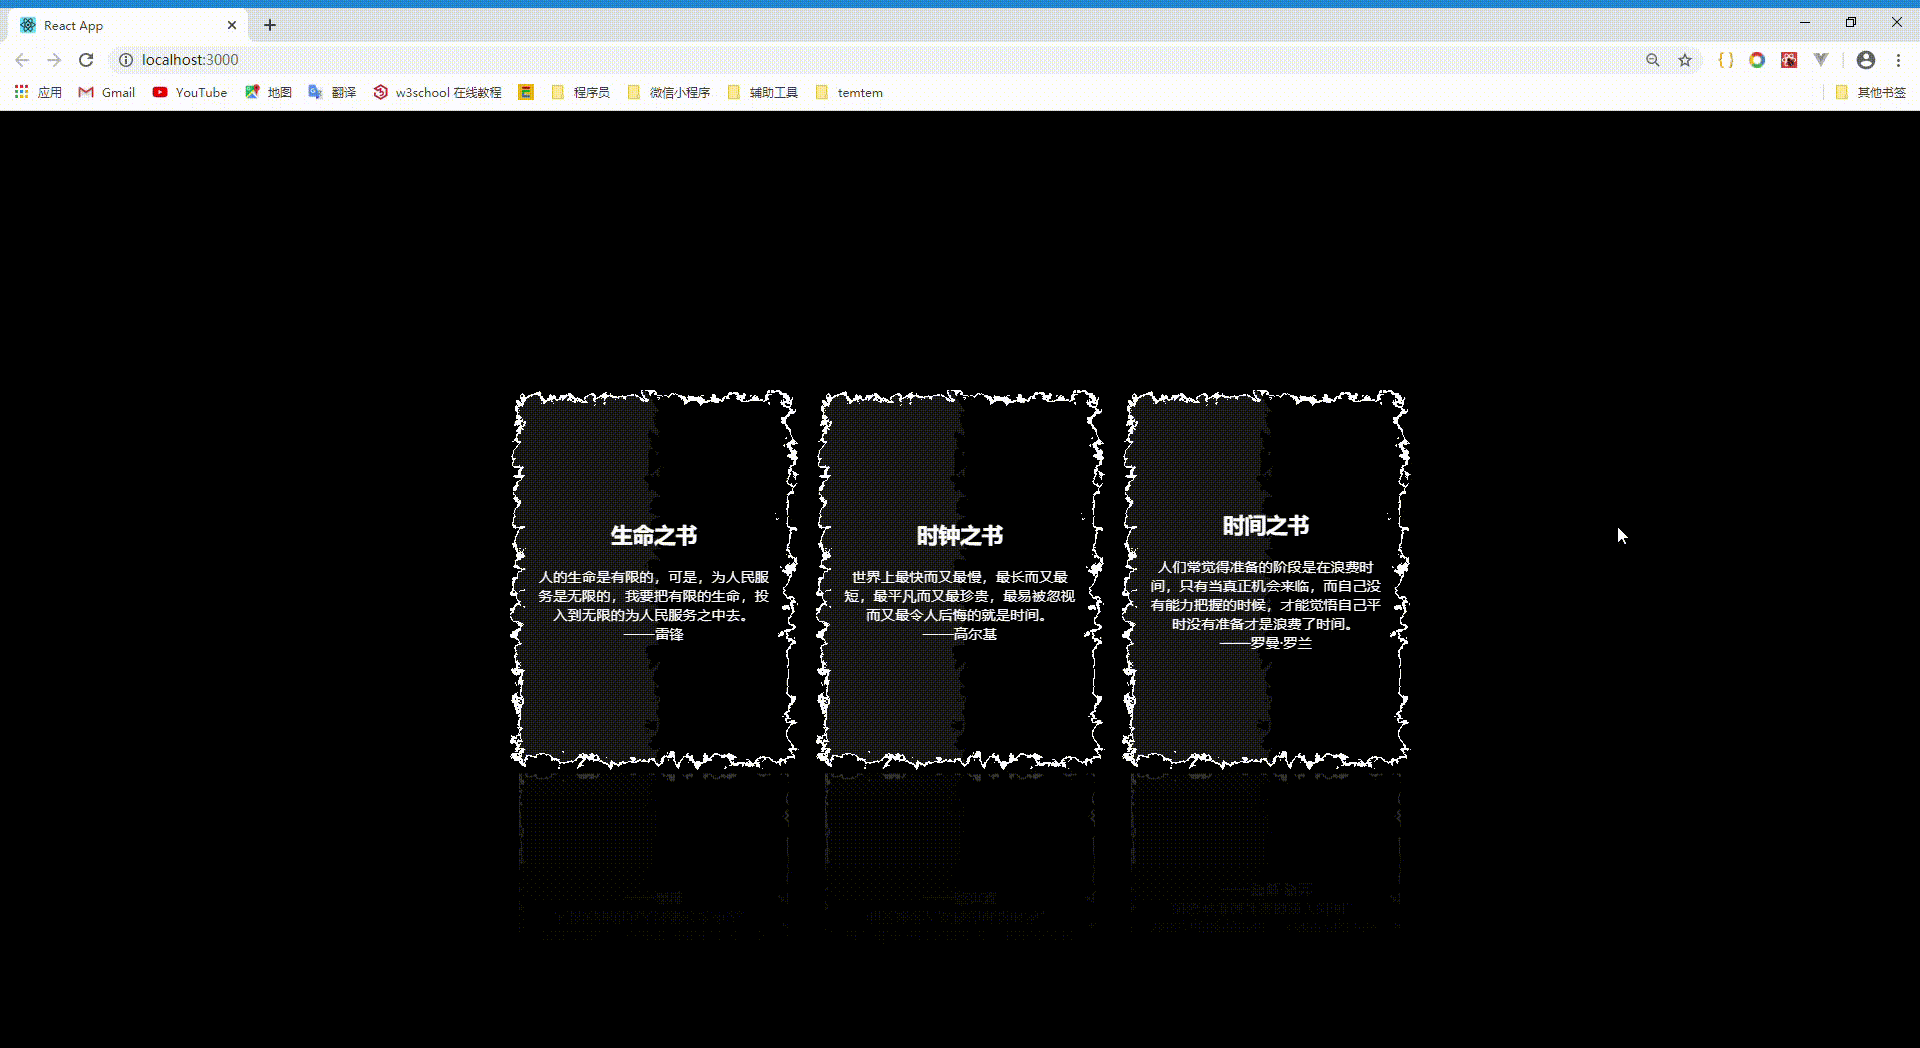 React App
localhost:3000
应用
Gmail
YouTube
地图
翻译
w3school 在线教程
程序员
微信小程序
辅助工具
temtem
其他书签
生命之书
人的生命是有限的，可是，为人民服
务是无限的，我要把有限的生命，投
入到无限的为人民服务之中去。
——雷锋
时钟之书
世界上最快而又最慢，最长而又最
短，最平凡而又最珍贵，最易被忽视
而又最令人后悔的就是时间。
——高尔基
时间之书
人们常觉得准备的阶段是在浪费时
间，只有当真正机会来临，而自己没
有能力把握的时候，才能觉悟自己平
时没有准备才是浪费了时间。
——罗曼·罗兰